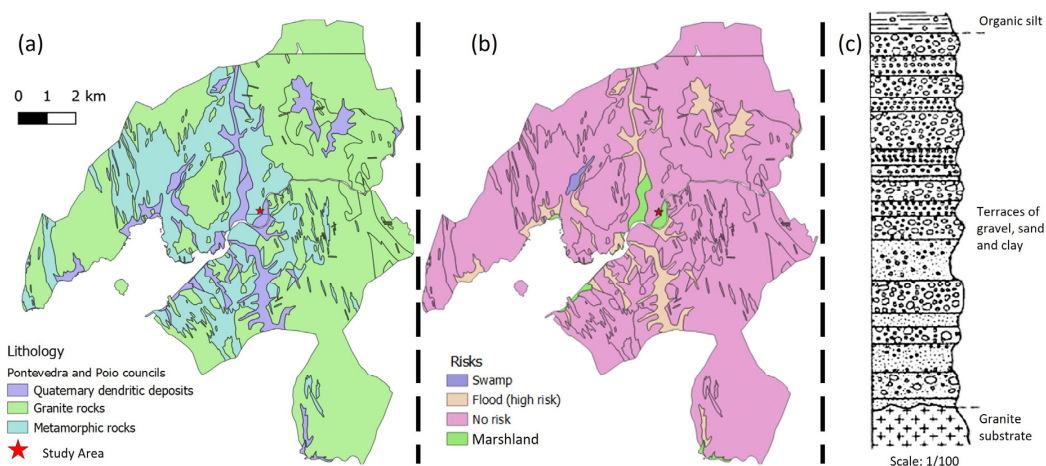 (a)
0 1 2 km
Lithology
Pontevedra and Poio councils
Quaternary dendritic deposits
Granite rocks
Metamorphic rocks
Study Area
(b)
Risks
Swamp
Flood (high risk)
No risk
Marshland
(c)
Organic silt
Terraces of
gravel, sand
and clay
Granite
substrate
Scale: 1/100